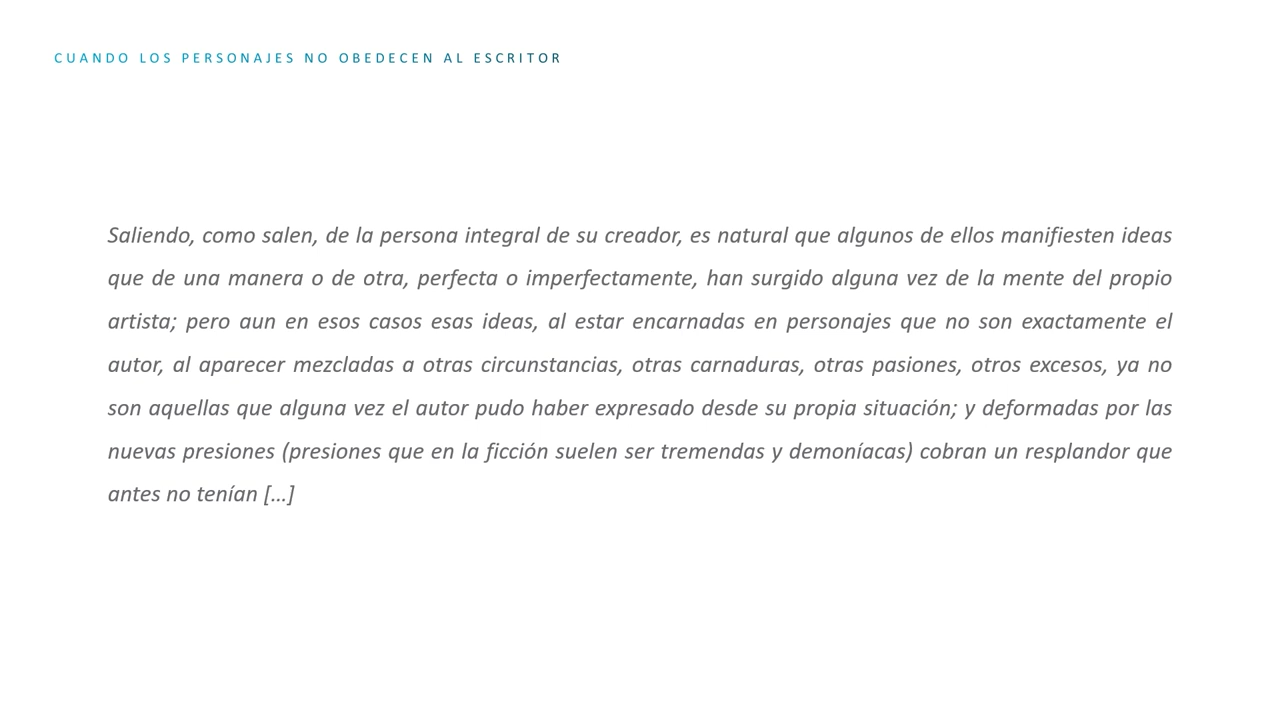 CUANDO LOS PERSONAJES NO OBEDECEN AL ESCRITOR
Saliendo, como salen, de la persona integral de su creador, es natural que algunos de ellos manifiesten ideas
que de una manera o de otra, perfecta o imperfectamente, han surgido alguna vez de la mente del propio
artista; pero aun en esos casos esas ideas, al estar encarnadas en personajes que no son exactamente el
autor, al aparecer mezcladas a otras circunstancias, otras carnaduras, otras pasiones, otros excesos, ya no
son aquellas que alguna vez el autor pudo haber expresado desde su propia situación; y deformadas por las
nuevas presiones (presiones que en la ficción suelen ser tremendas y demoníacas) cobran un resplandor que
antes no tenían [...]